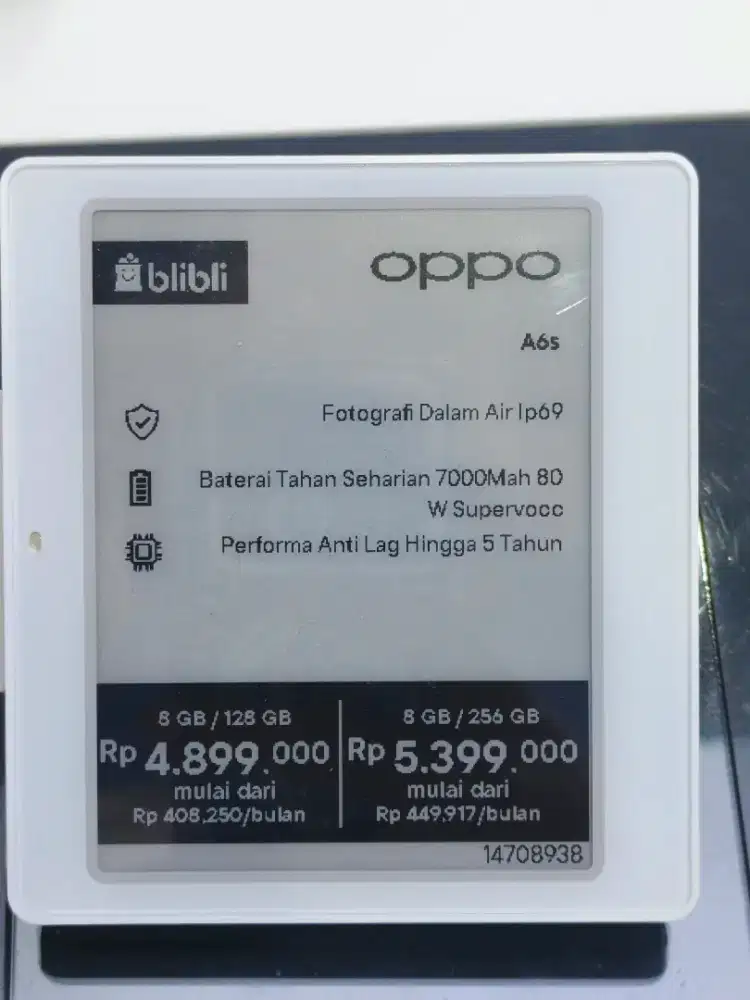 blibli
oppo
A6s
Fotografi Dalam Air Ip69
Baterai Tahan Seharian 7000Mah 80
W Supervocc
Performa Anti Lag Hingga 5 Tahun
8 GB / 128 GB
Rp 4.899.000
mulai dari
Rp 408.250/bulan
8 GB / 256 GB
Rp 5.399.000
mulai dari
Rp 449.917/bulan
14708938